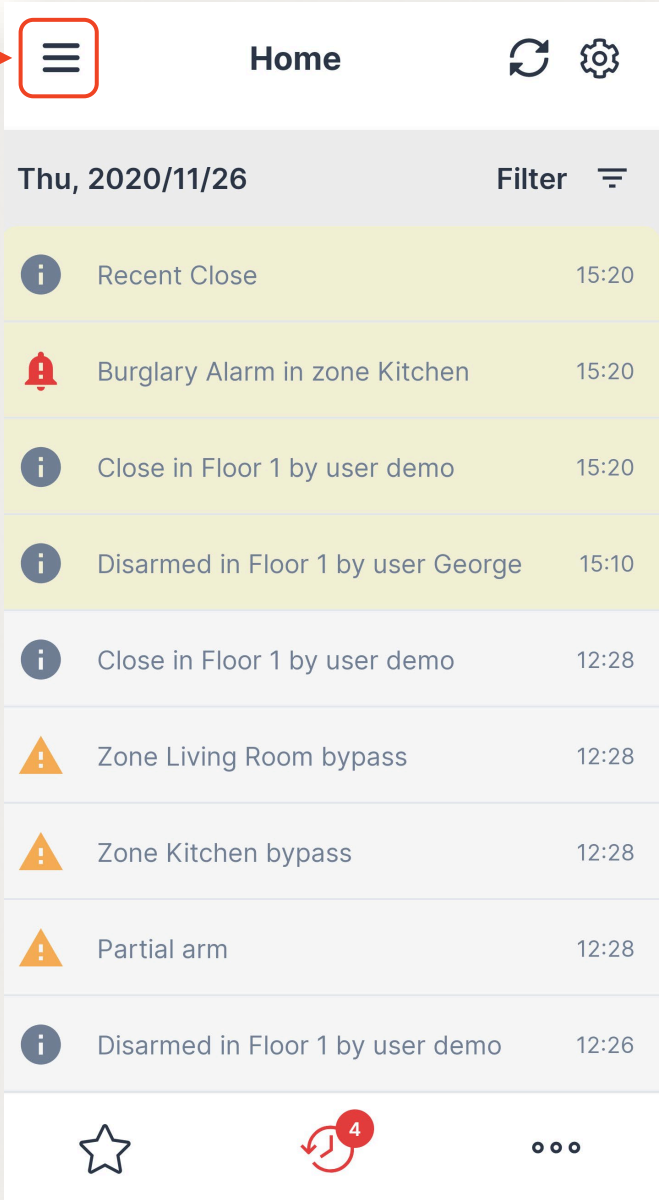 Home
Thu, 2020/11/26 Filter
Recent Close 15:20
Burglary Alarm in zone Kitchen 15:20
Close in Floor 1 by user demo 15:20
Disarmed in Floor 1 by user George 15:10
Close in Floor 1 by user demo 12:28
Zone Living Room bypass 12:28
Zone Kitchen bypass 12:28
Partial arm 12:28
Disarmed in Floor 1 by user demo 12:26
4